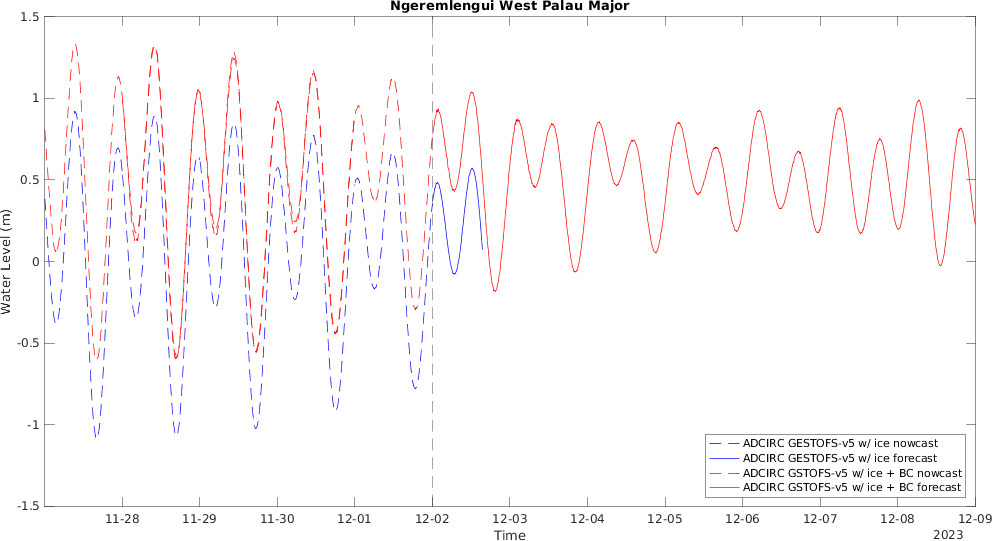 Ngeremlengui West Palau Major
1.5
1
0.5
0
-0.5
-1
-1.5
Water Level (m)
11-28
11-29
11-30
12-01
12-02
12-03
12-04
12-05
12-06
12-07
12-08
12-09
Time
2023
ADCIRC GESTOFS-v5 w/ ice nowcast
ADCIRC GESTOFS-v5 w/ ice forecast
ADCIRC GSTOFS-v5 w/ ice + BC nowcast
ADCIRC GSTOFS-v5 w/ ice + BC forecast